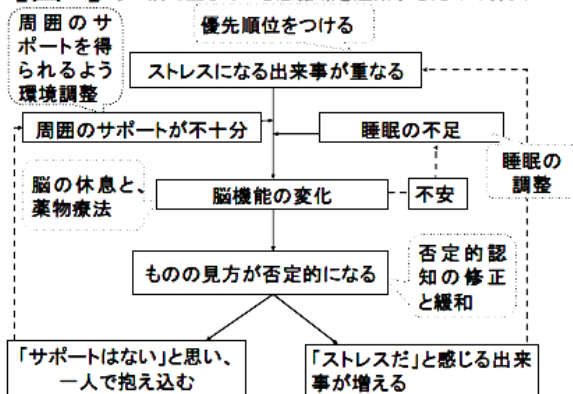 周囲のサ
ポートを得
られるよう
環境調整
優先順位をつける
ストレスになる出来事が重なる
周囲のサポートが不十分
睡眠の不足
睡眠の
調整
脳の休息と、
薬物療法
脳機能の変化
不安
ものの見方が否定的になる
否定的認
知の修正
と緩和
「サポートはない」と思い、
一人で抱え込む
「ストレスだ」と感じる出来
事が増える